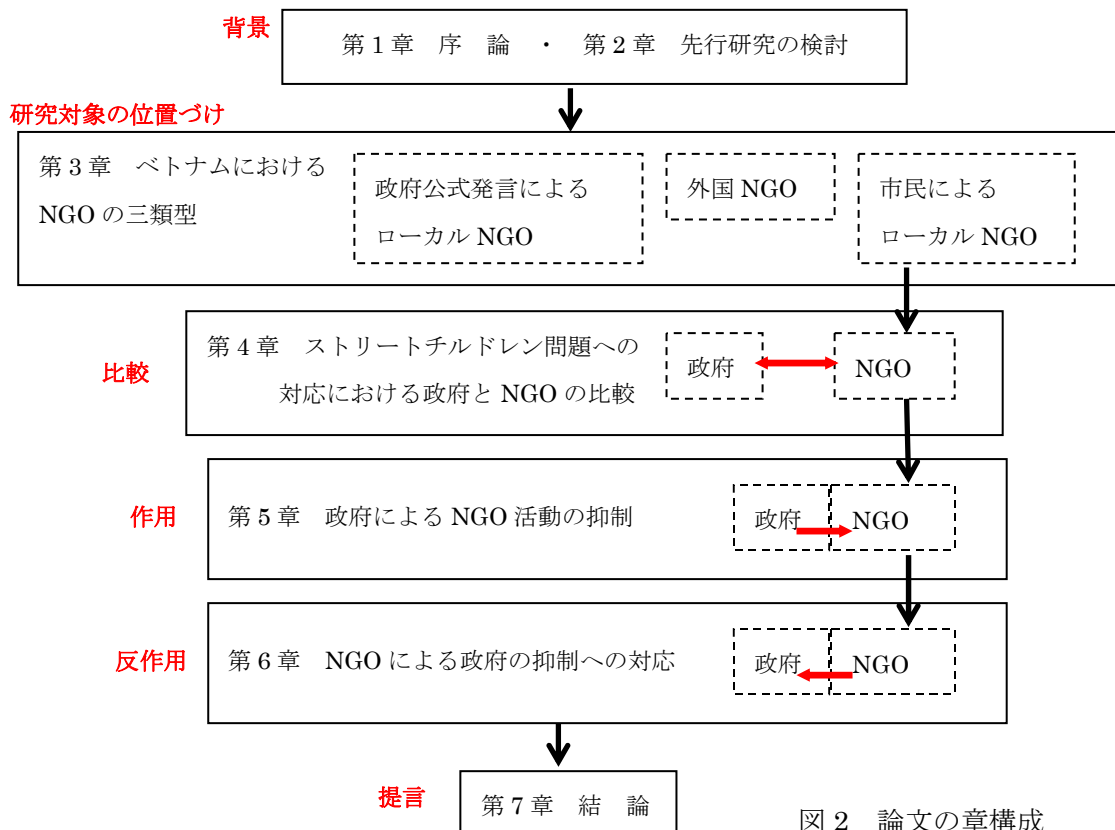 背景
第1章 序 論 ・ 第2章 先行研究の検討
研究対象の位置づけ
第3章 ベトナムにおける
NGO の三類型
政府公式発言による
ローカル NGO
外国 NGO
市民による
ローカル NGO
比較
第4章 ストリートチルドレン問題への
対応における政府と NGO の比較
政府
NGO
作用
第5章 政府による NGO 活動の抑制
政府
NGO
反作用
第6章 NGO による政府の抑制への対応
政府
NGO
提言
第7章 結 論
図2 論文の章構成